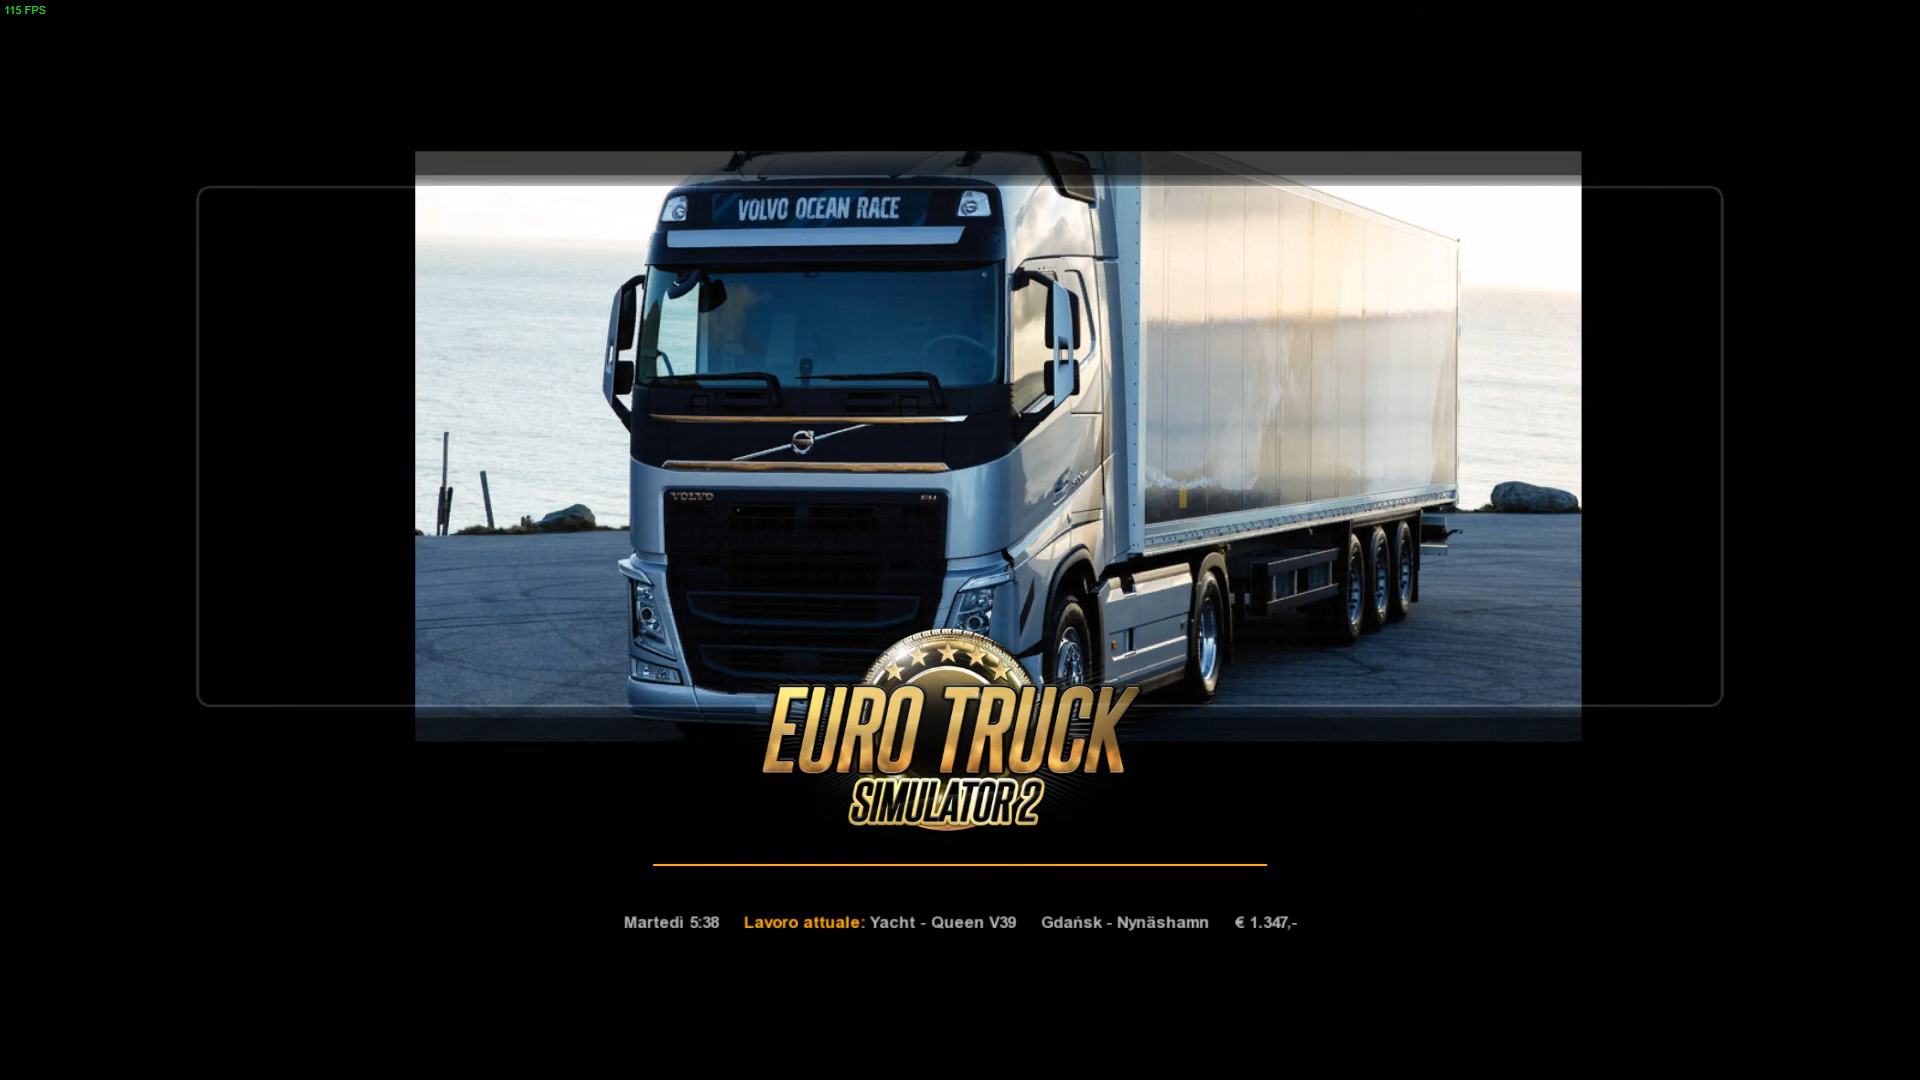 115 FPS
VOLVO OCEAN RACE
VOLVO
FH
EURO TRUCK
SIMULATOR 2
Martedì 5:38 Lavoro attuale: Yacht - Queen V39 Gdańsk - Nynäshamn € 1.347,-